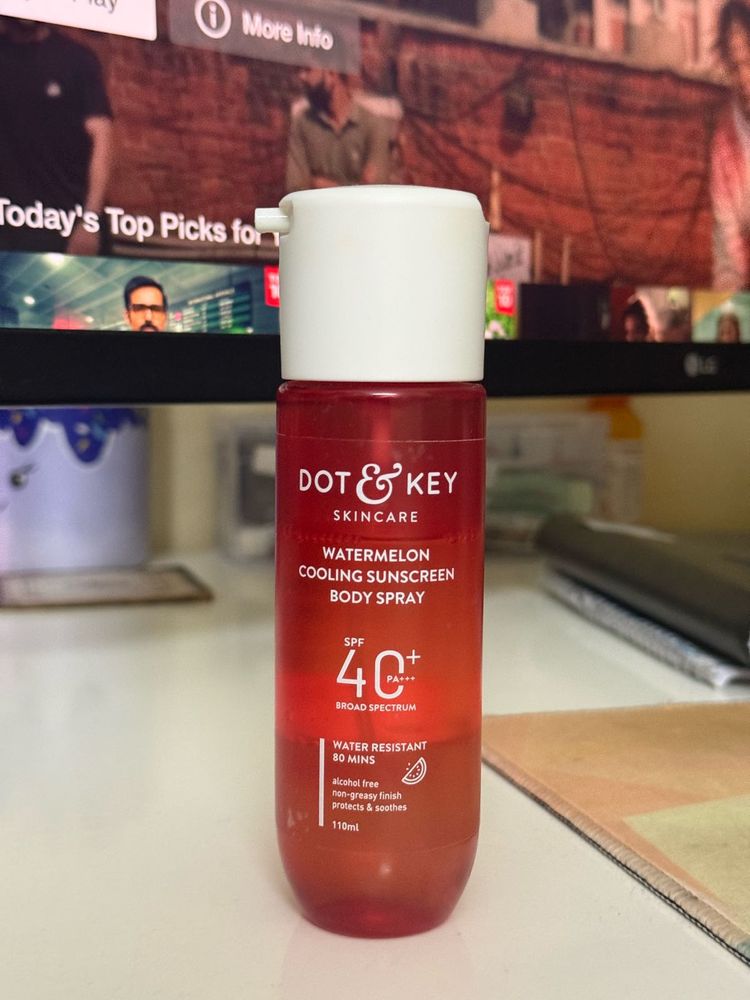 More Info
Today's Top Picks for
LG
DOT & KEY
SKINCARE
WATERMELON
COOLING SUNSCREEN
BODY SPRAY
SPF
40+
PA+++
BROAD SPECTRUM
WATER RESISTANT
80 MINS
alcohol free
non-greasy finish
protects & soothes
110ml